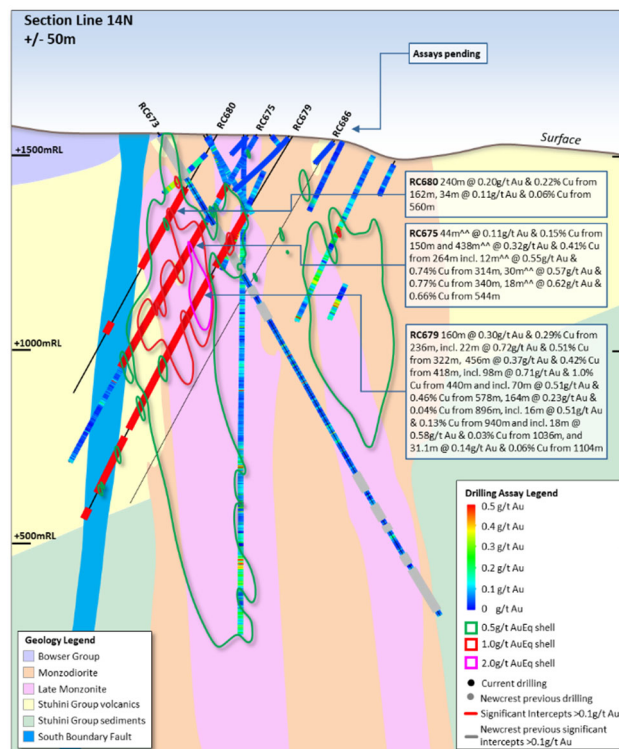 Section Line 14N
+/- 50m
Assays pending
RC673
RC680
RC675
RC679
RC686
Surface
+1500mRL
RC680 240m @ 0.20g/t Au & 0.22% Cu from
162m, 34m @ 0.11g/t Au & 0.06% Cu from
560m
RC675 44m^^ @ 0.11g/t Au & 0.15% Cu from
150m and 438m^^ @ 0.32g/t Au & 0.41% Cu
from 264m incl. 12m^^ @ 0.55g/t Au &
0.74% Cu from 314m, 30m^^ @ 0.57g/t Au &
0.77% Cu from 340m, 18m^^ @ 0.62g/t Au &
0.66% Cu from 544m
+1000mRL
RC679 160m @ 0.30g/t Au & 0.29% Cu from
236m, incl. 22m @ 0.72g/t Au & 0.51% Cu
from 322m, 456m @ 0.37g/t Au & 0.42% Cu
from 418m, incl. 98m @ 0.71g/t Au & 1.0%
Cu from 440m and incl. 70m @ 0.51g/t Au &
0.46% Cu from 578m, 164m @ 0.23g/t Au &
0.04% Cu from 896m, incl. 16m @ 0.51g/t Au
& 0.13% Cu from 940m and incl. 18m @
0.58g/t Au & 0.03% Cu from 1036m, and
31.1m @ 0.14g/t Au & 0.06% Cu from 1104m
+500mRL
Drilling Assay Legend
0.5 g/t Au
0.4 g/t Au
0.3 g/t Au
0.2 g/t Au
0.1 g/t Au
0 g/t Au
0.5g/t AuEq shell
1.0g/t AuEq shell
2.0g/t AuEq shell
Current drilling
Newcrest previous drilling
Significant Intercepts >0.1g/t Au
Newcrest previous significant
intercepts >0.1g/t Au
Geology Legend
Bowser Group
Monzodiorite
Late Monzonite
Stuhini Group volcanics
Stuhini Group sediments
South Boundary Fault